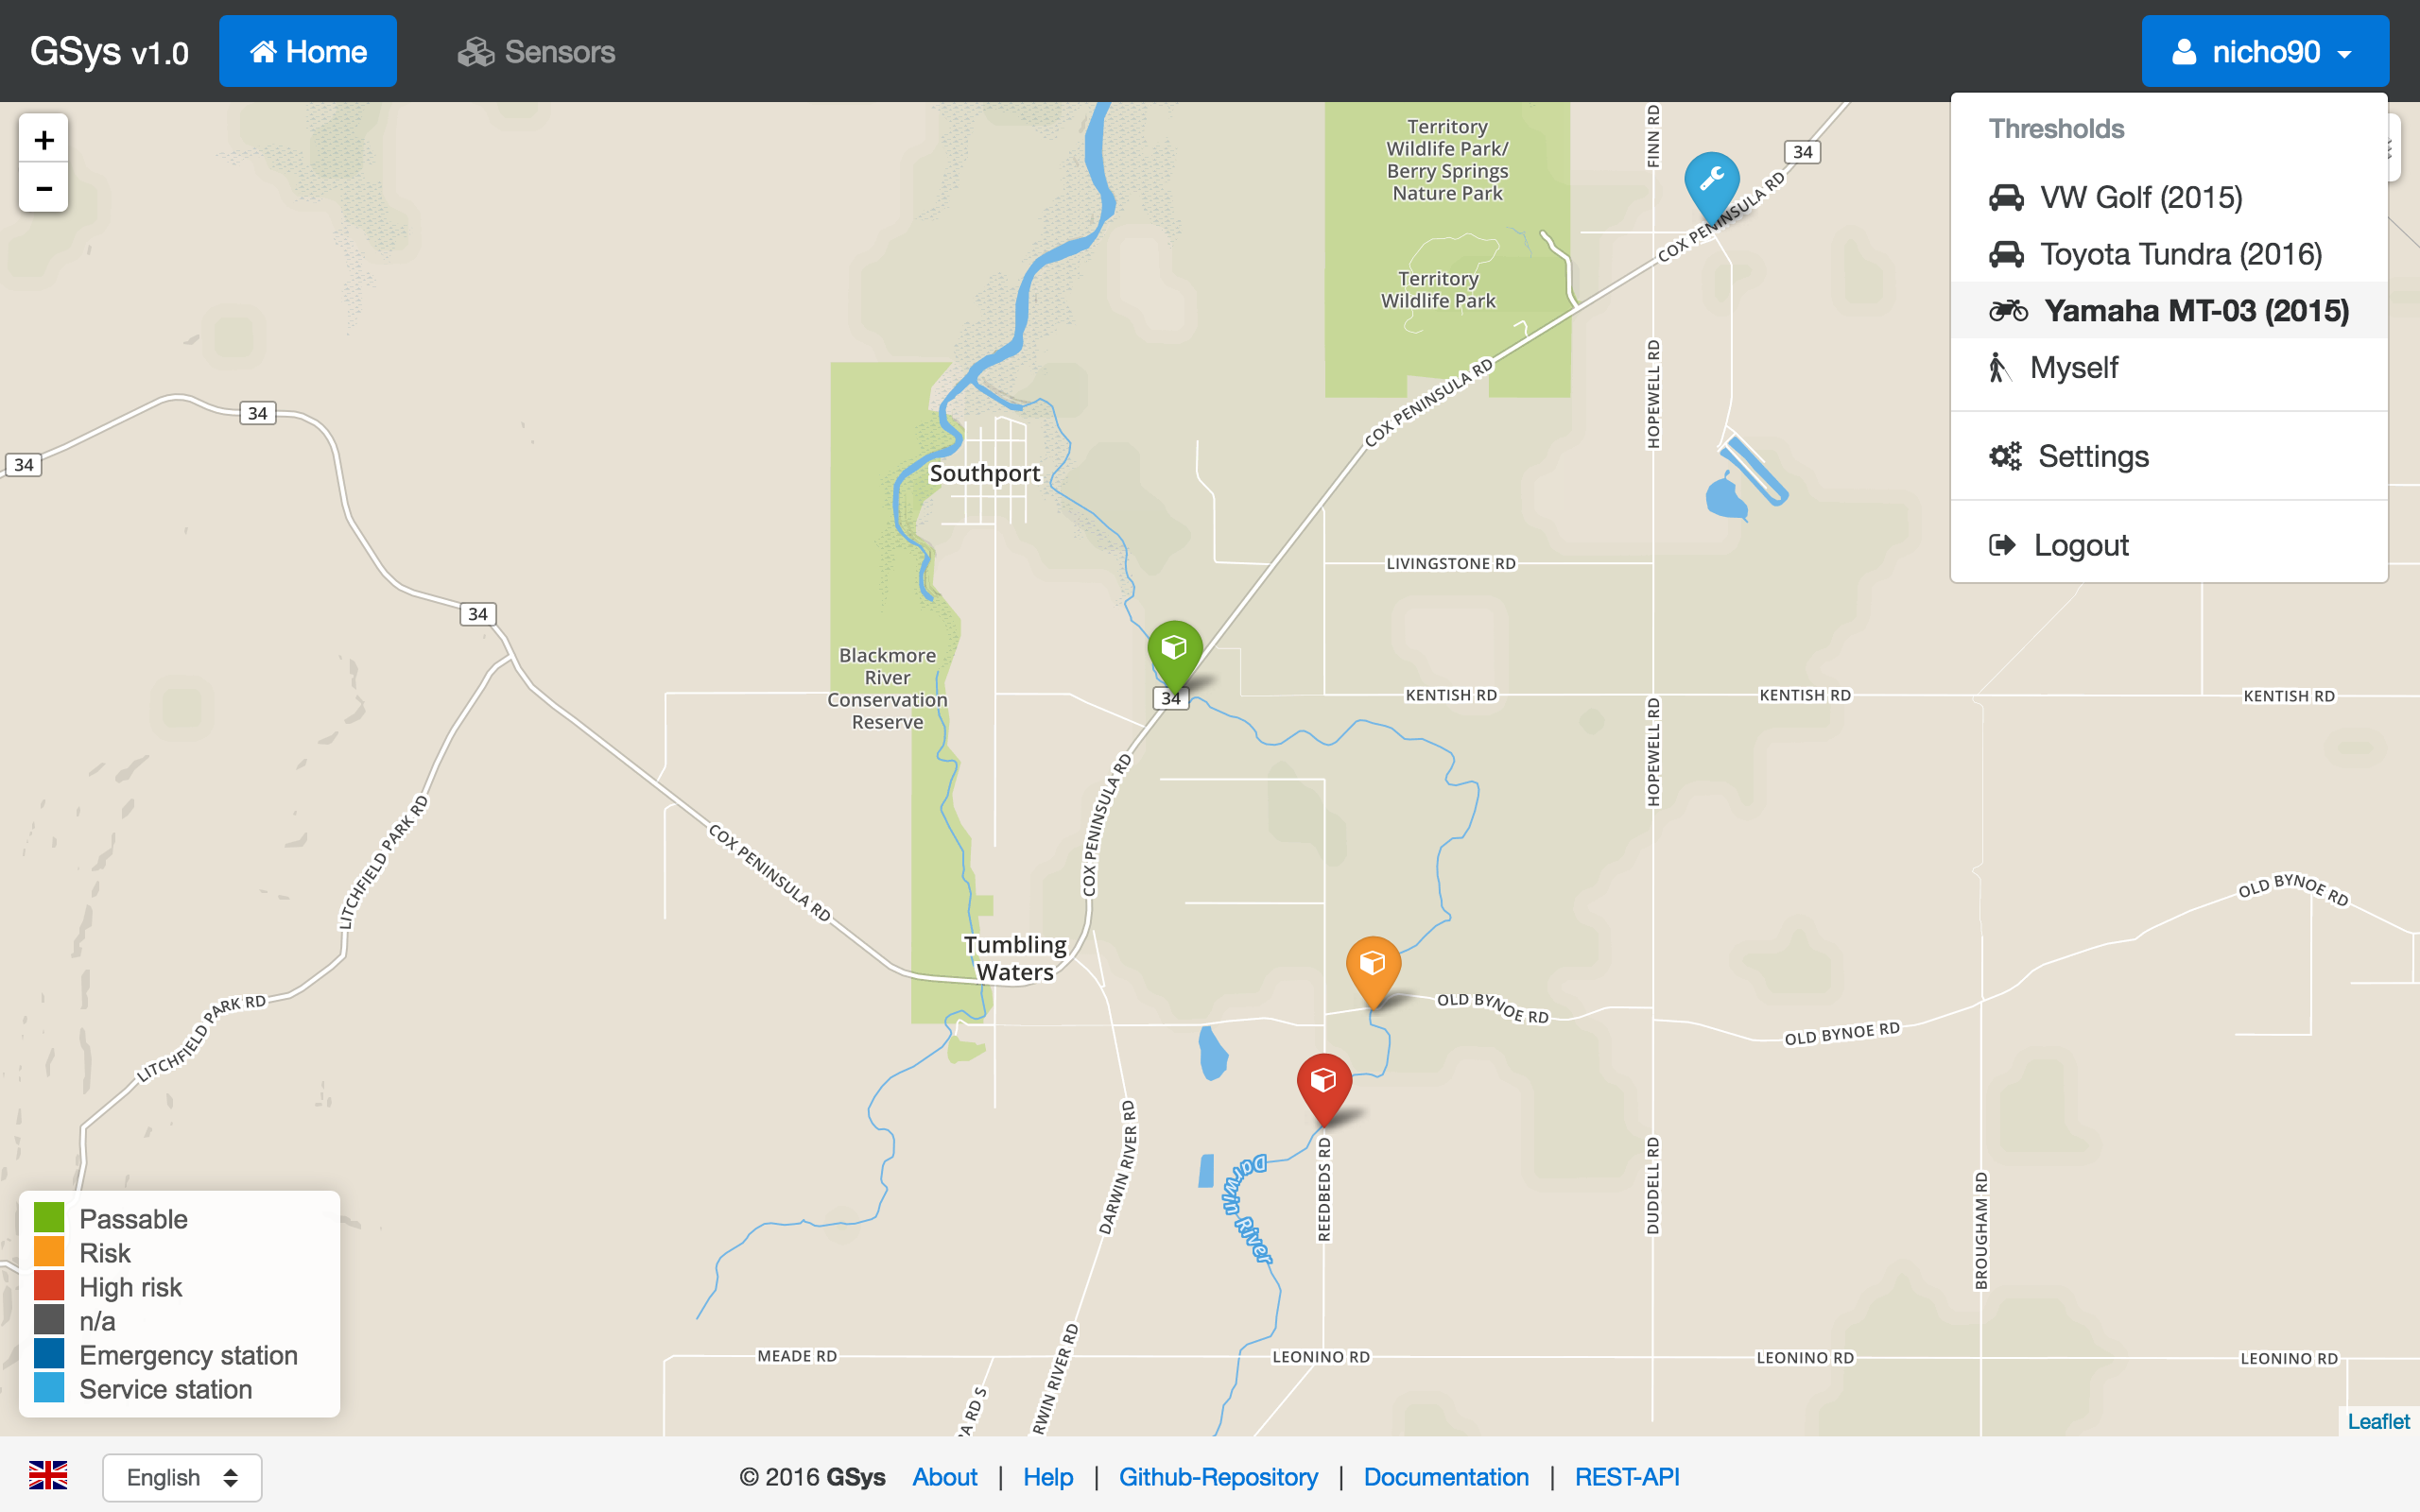 GSys v1.0
Home
Sensors
nicho90
+
-
Thresholds
VW Golf (2015)
Toyota Tundra (2016)
Yamaha MT-03 (2015)
Myself
Settings
Logout
Territory
Wildlife Park/
Berry Springs
Nature Park
Territory
Wildlife Park
FINN RD
34
COX PENINSULA RD
COX PENINSULA RD
HOPEWELL RD
34
34
Southport
LIVINGSTONE RD
34
Blackmore
River
Conservation
Reserve
34
KENTISH RD
KENTISH RD
KENTISH RD
HOPEWELL RD
COX PENINSULA RD
LITCHFIELD PARK RD
COX PENINSULA RD
OLD BYNOE RD
Tumbling
Waters
LITCHFIELD PARK RD
OLD BYNOE RD
OLD BYNOE RD
DARWIN RIVER RD
Darwin River
REEDBEDS RD
DUDDELL RD
BROUGHAM RD
MEADE RD
LEONINO RD
LEONINO RD
LEONINO RD
RWIN RIVER RD
RD S
Passable
Risk
High risk
n/a
Emergency station
Service station
Leaflet
English
© 2016 GSys About | Help | Github-Repository | Documentation | REST-API